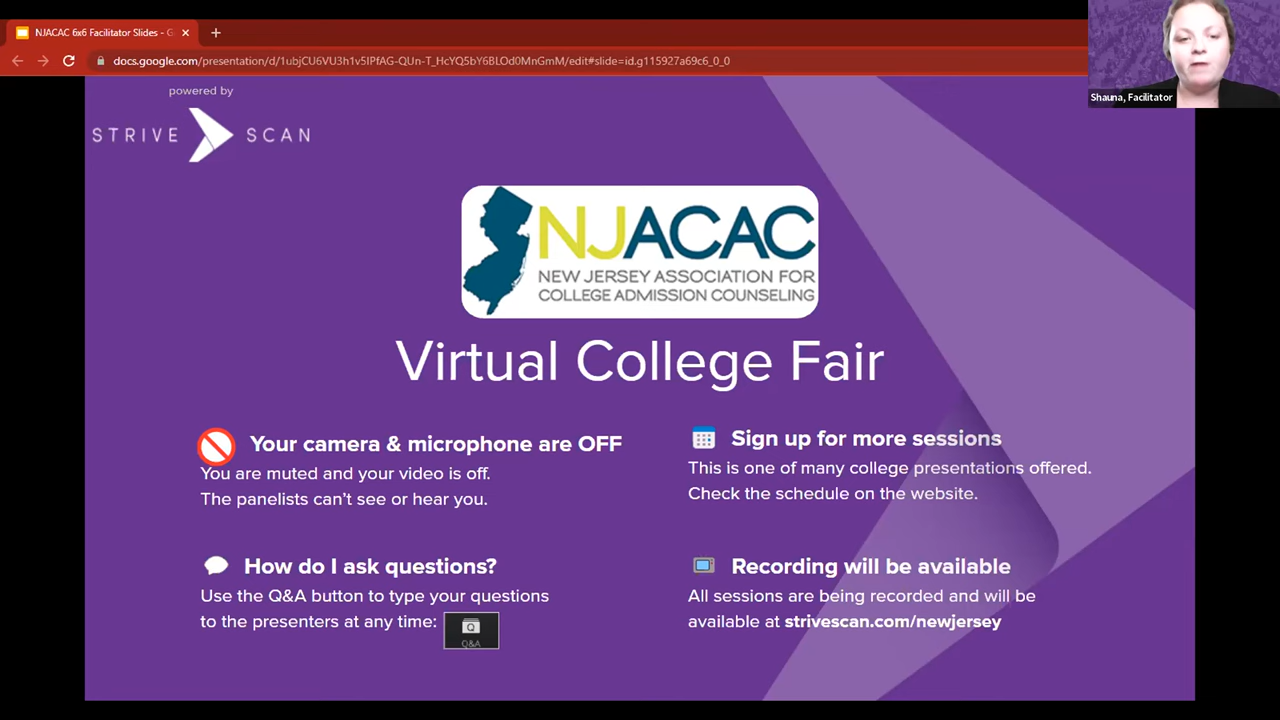 NJACAC 6x6 Facilitator Slides - G
docs.google.com/presentation/d/1ubjCU6VU3h1v5IPfAG-QUn-T_HcYQ5bY6BLOd0MnGmM/edit#slide=id.g115927a69c6_0_0
Shauna, Facilitator
powered by
STRIVE SCAN
NJACAC
NEW JERSEY ASSOCIATION FOR
COLLEGE ADMISSION COUNSELING
Virtual College Fair
Your camera & microphone are OFF
You are muted and your video is off.
The panelists can't see or hear you.
Sign up for more sessions
This is one of many college presentations offered.
Check the schedule on the website.
How do I ask questions?
Use the Q&A button to type your questions
to the presenters at any time:
Q
Q&A
Recording will be available
All sessions are being recorded and will be
available at strivescan.com/newjersey